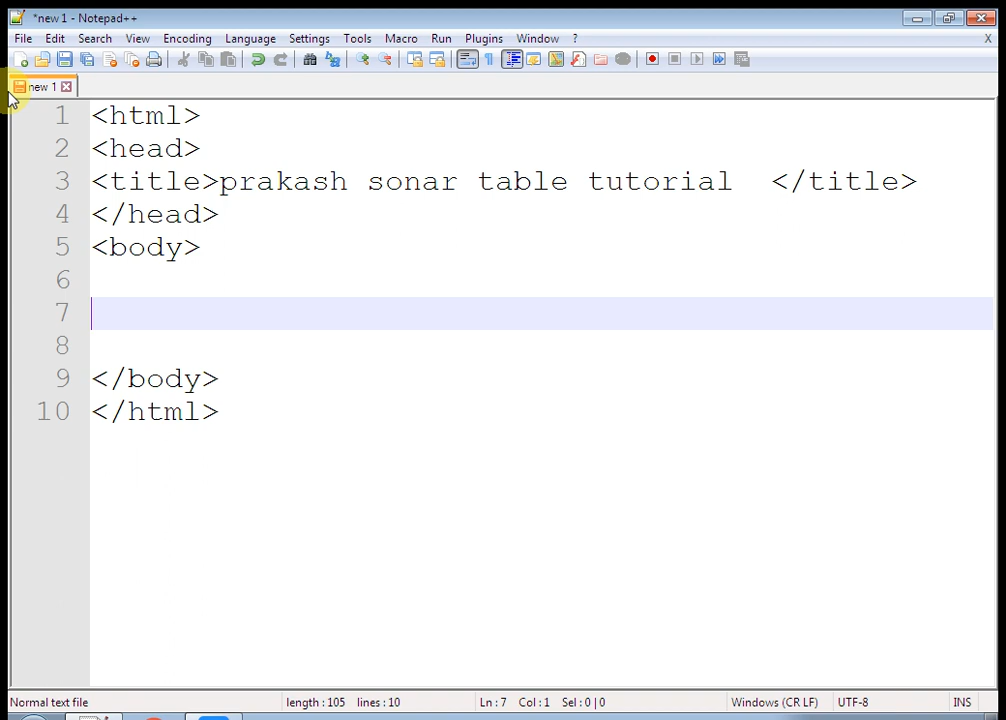 *new 1 - Notepad++
File Edit Search View Encoding Language Settings Tools Macro Run Plugins Window ? X
new 1
1 <html>
2 <head>
3 <title>prakash sonar table tutorial  </title>
4 </head>
5 <body>
6
7
8
9 </body>
10 </html>
Normal text file length : 105 lines : 10 Ln : 7 Col : 1 Sel : 0 | 0 Windows (CR LF) UTF-8 INS